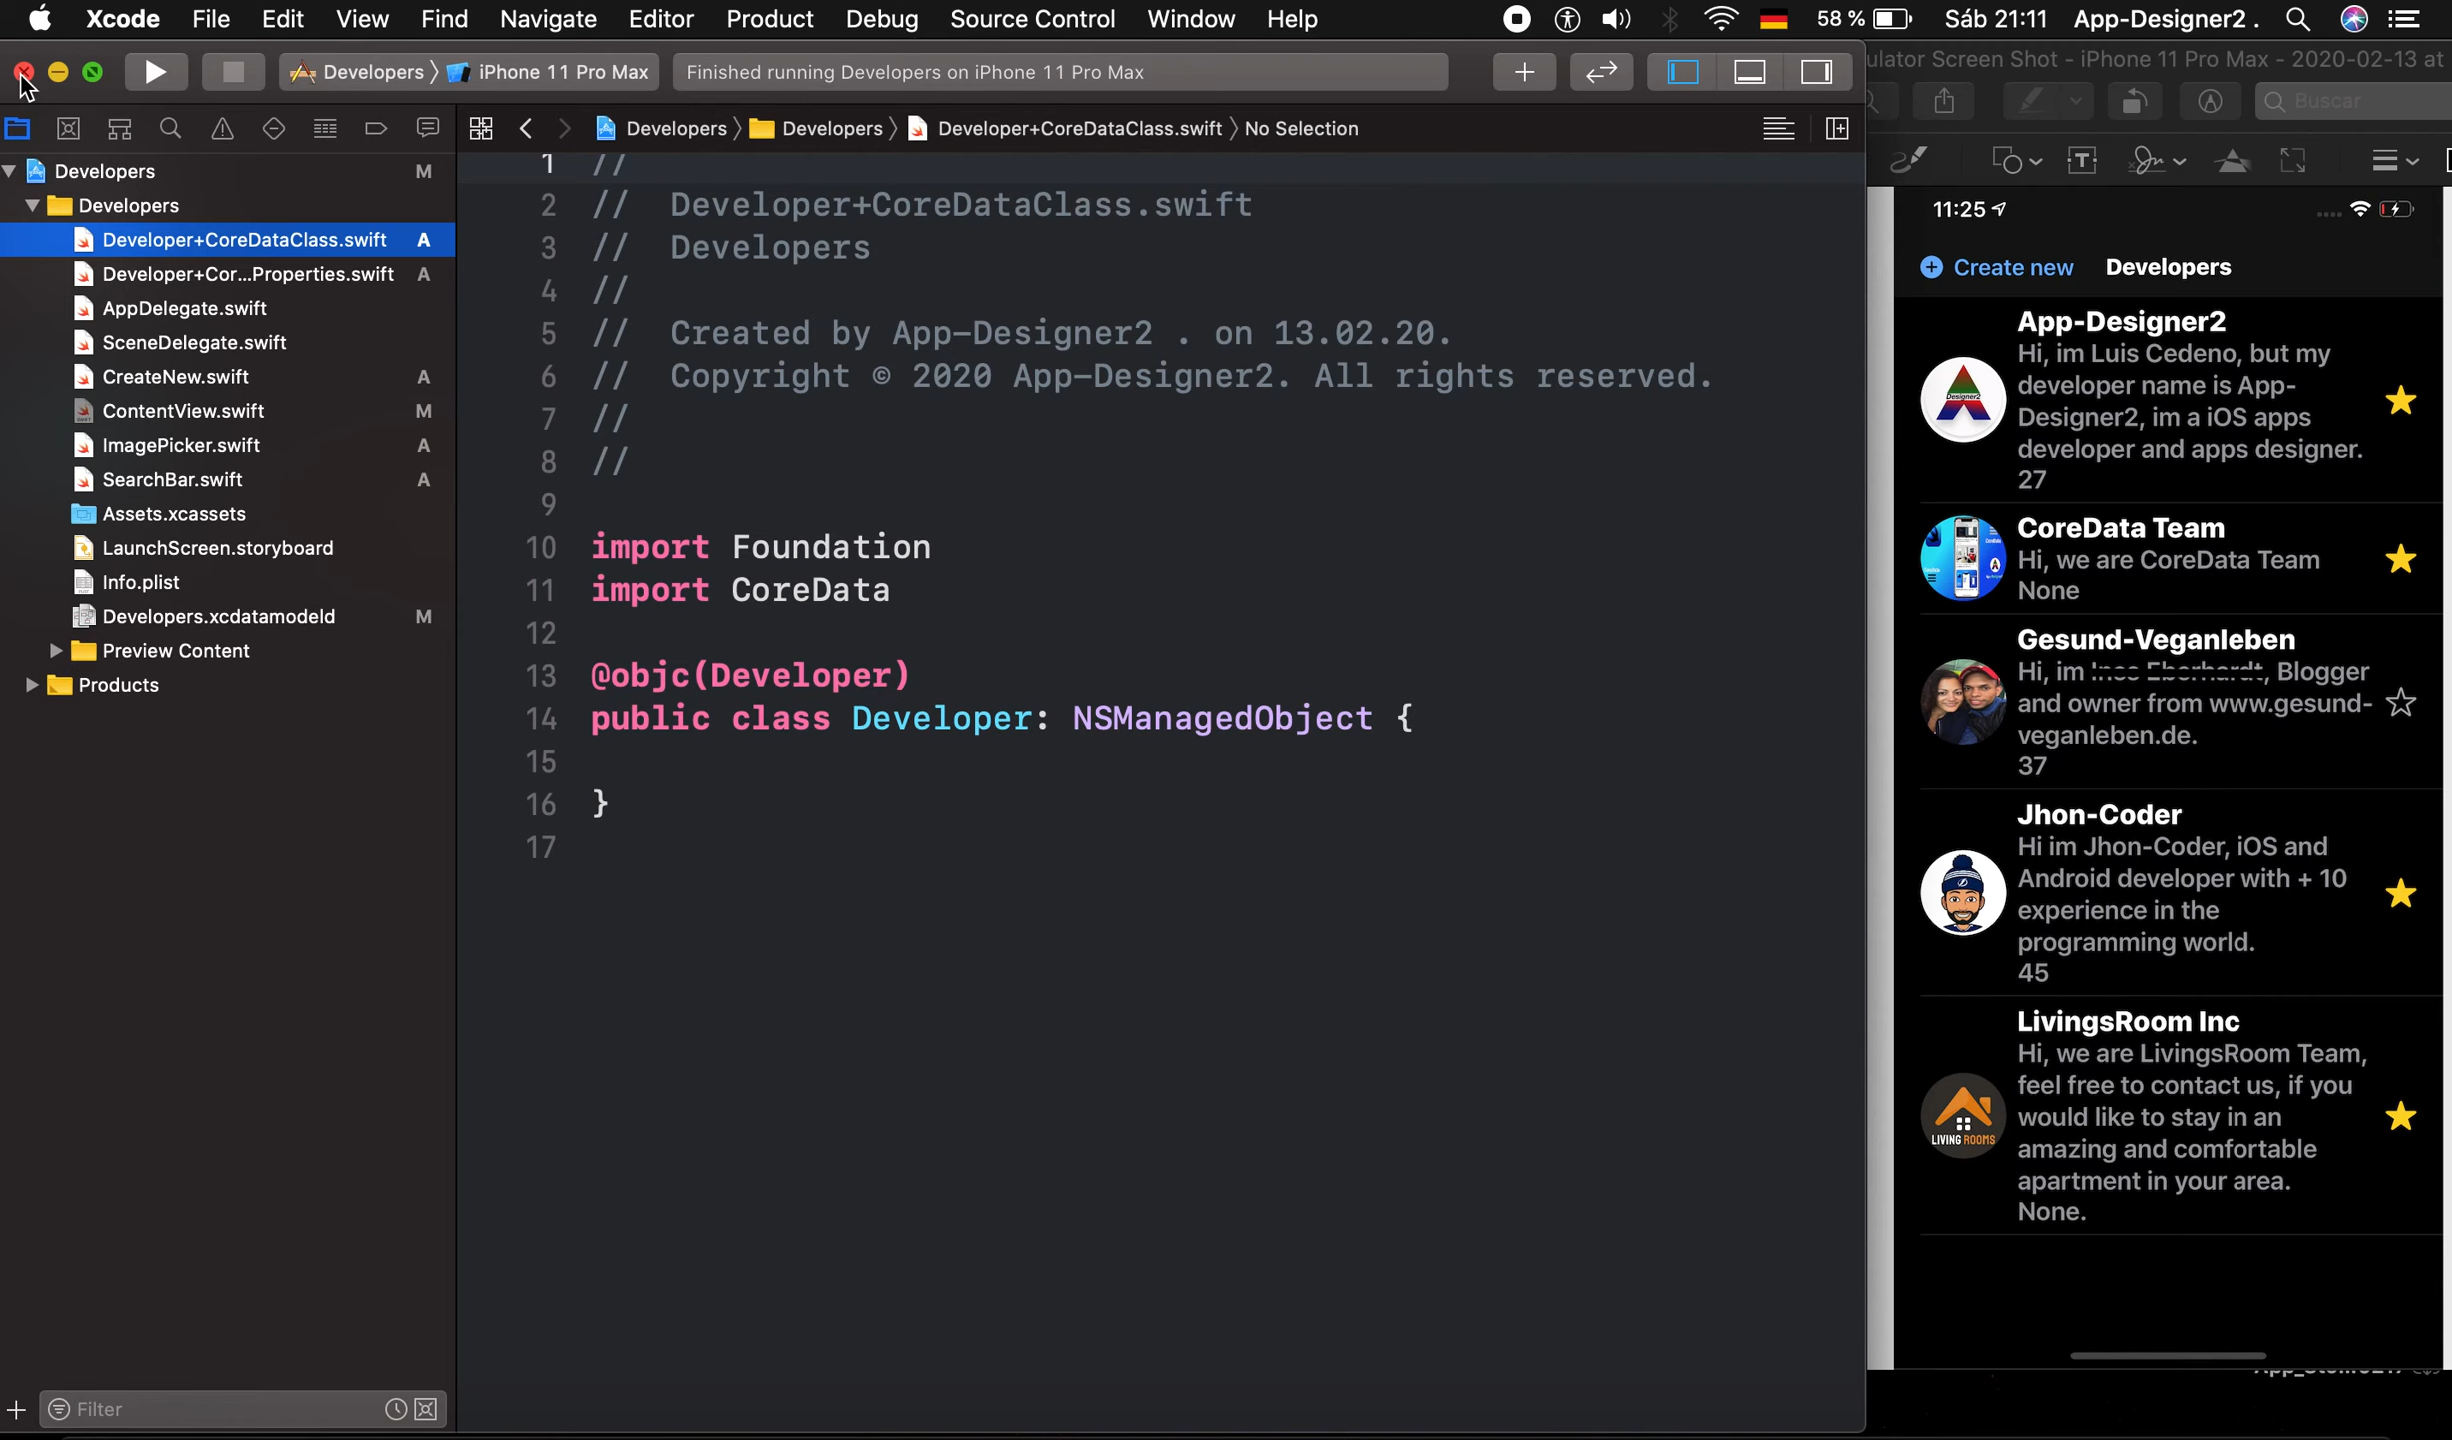 Xcode File Edit View Find Navigate Editor Product Debug Source Control Window Help 58 % Sáb 21:11 App-Designer2 .
Developers iPhone 11 Pro Max Finished running Developers on iPhone 11 Pro Max
Developers Developers Developer+CoreDataClass.swift No Selection
Developers M
Developers
Developer+CoreDataClass.swift A
Developer+Cor...Properties.swift A
AppDelegate.swift
SceneDelegate.swift
CreateNew.swift A
ContentView.swift M
ImagePicker.swift A
SearchBar.swift A
Assets.xcassets
LaunchScreen.storyboard
Info.plist
Developers.xcdatamodeld M
Preview Content
Products
Filter
1 //
2 // Developer+CoreDataClass.swift
3 // Developers
4 //
5 // Created by App-Designer2 . on 13.02.20.
6 // Copyright © 2020 App-Designer2. All rights reserved.
7 //
8 //
9
10 import Foundation
11 import CoreData
12
13 @objc(Developer)
14 public class Developer: NSManagedObject {
15
16 }
17
ulator Screen Shot - iPhone 11 Pro Max - 2020-02-13 at
Buscar
11:25
Create new Developers
App-Designer2
Hi, im Luis Cedeno, but my
developer name is App-
Designer2, im a iOS apps
developer and apps designer.
27
Designer2
CoreData Team
Hi, we are CoreData Team
None
Gesund-Veganleben
Hi, im Blogger
and owner from www.gesund-
veganleben.de.
37
Jhon-Coder
Hi im Jhon-Coder, iOS and
Android developer with + 10
experience in the
programming world.
45
LivingsRoom Inc
Hi, we are LivingsRoom Team,
feel free to contact us, if you
would like to stay in an
amazing and comfortable
apartment in your area.
None.
LIVING ROOMS